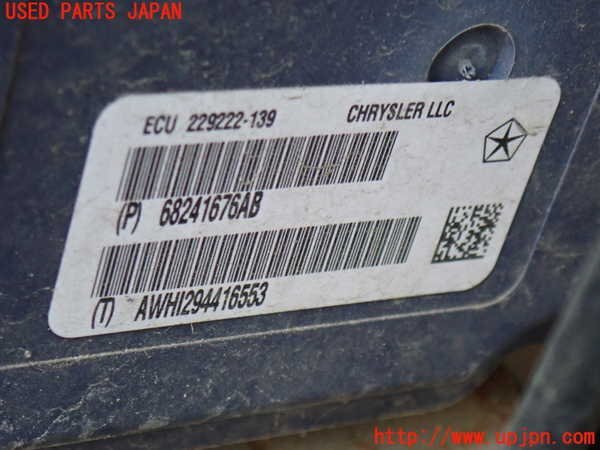 USED PARTS JAPAN
ECU 229222-139 CHRYSLER LLC
(P) 68241676AB
(T) AWHI294416553
http://www.upjpn.com/